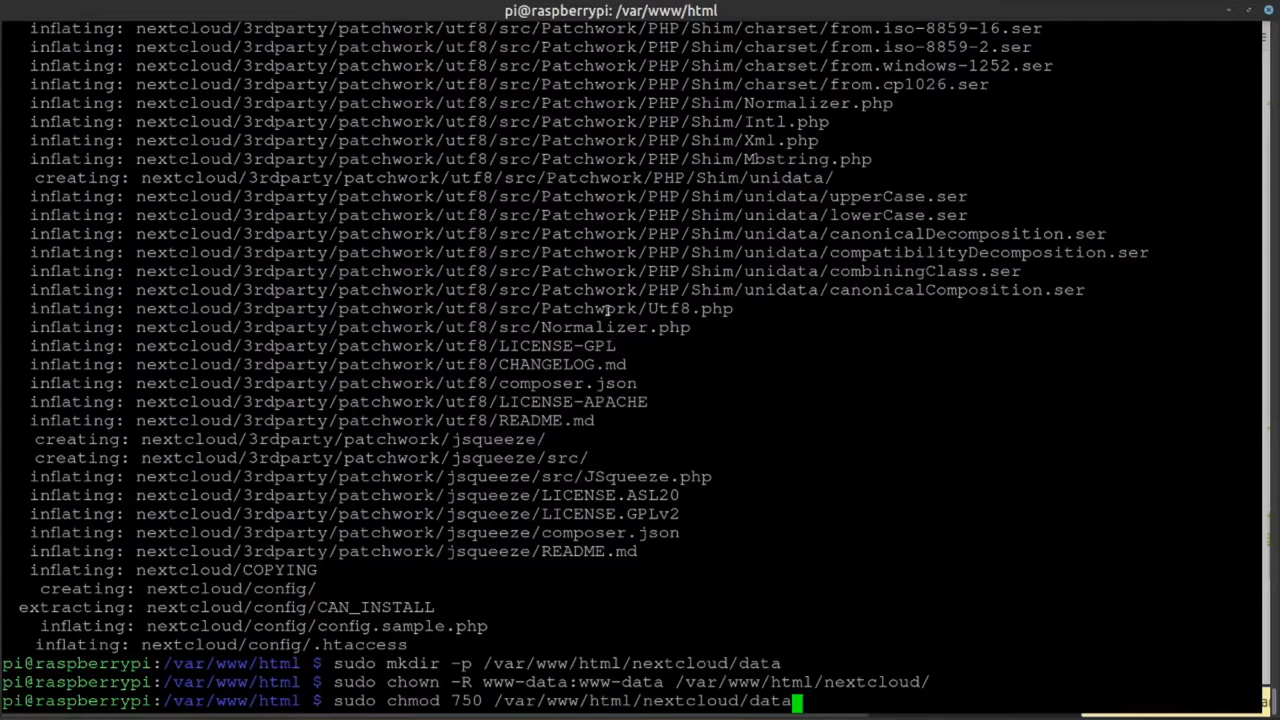 pi@raspberrypi: /var/www/html
inflating: nextcloud/3rdparty/patchwork/utf8/src/Patchwork/PHP/Shim/charset/from.iso-8859-16.ser
inflating: nextcloud/3rdparty/patchwork/utf8/src/Patchwork/PHP/Shim/charset/from.iso-8859-2.ser
inflating: nextcloud/3rdparty/patchwork/utf8/src/Patchwork/PHP/Shim/charset/from.windows-1252.ser
inflating: nextcloud/3rdparty/patchwork/utf8/src/Patchwork/PHP/Shim/charset/from.cp1026.ser
inflating: nextcloud/3rdparty/patchwork/utf8/src/Patchwork/PHP/Shim/Normalizer.php
inflating: nextcloud/3rdparty/patchwork/utf8/src/Patchwork/PHP/Shim/Intl.php
inflating: nextcloud/3rdparty/patchwork/utf8/src/Patchwork/PHP/Shim/Xml.php
inflating: nextcloud/3rdparty/patchwork/utf8/src/Patchwork/PHP/Shim/Mbstring.php
creating: nextcloud/3rdparty/patchwork/utf8/src/Patchwork/PHP/Shim/unidata/
inflating: nextcloud/3rdparty/patchwork/utf8/src/Patchwork/PHP/Shim/unidata/upperCase.ser
inflating: nextcloud/3rdparty/patchwork/utf8/src/Patchwork/PHP/Shim/unidata/lowerCase.ser
inflating: nextcloud/3rdparty/patchwork/utf8/src/Patchwork/PHP/Shim/unidata/canonicalDecomposition.ser
inflating: nextcloud/3rdparty/patchwork/utf8/src/Patchwork/PHP/Shim/unidata/compatibilityDecomposition.ser
inflating: nextcloud/3rdparty/patchwork/utf8/src/Patchwork/PHP/Shim/unidata/combiningClass.ser
inflating: nextcloud/3rdparty/patchwork/utf8/src/Patchwork/PHP/Shim/unidata/canonicalComposition.ser
inflating: nextcloud/3rdparty/patchwork/utf8/src/Patchwork/Utf8.php
inflating: nextcloud/3rdparty/patchwork/utf8/src/Normalizer.php
inflating: nextcloud/3rdparty/patchwork/utf8/LICENSE-GPL
inflating: nextcloud/3rdparty/patchwork/utf8/CHANGELOG.md
inflating: nextcloud/3rdparty/patchwork/utf8/composer.json
inflating: nextcloud/3rdparty/patchwork/utf8/LICENSE-APACHE
inflating: nextcloud/3rdparty/patchwork/utf8/README.md
creating: nextcloud/3rdparty/patchwork/jsqueeze/
creating: nextcloud/3rdparty/patchwork/jsqueeze/src/
inflating: nextcloud/3rdparty/patchwork/jsqueeze/src/JSqueeze.php
inflating: nextcloud/3rdparty/patchwork/jsqueeze/LICENSE.ASL20
inflating: nextcloud/3rdparty/patchwork/jsqueeze/LICENSE.GPLv2
inflating: nextcloud/3rdparty/patchwork/jsqueeze/composer.json
inflating: nextcloud/3rdparty/patchwork/jsqueeze/README.md
inflating: nextcloud/COPYING
creating: nextcloud/config/
extracting: nextcloud/config/CAN_INSTALL
inflating: nextcloud/config/config.sample.php
inflating: nextcloud/config/.htaccess
pi@raspberrypi:/var/www/html $ sudo mkdir -p /var/www/html/nextcloud/data
pi@raspberrypi:/var/www/html $ sudo chown -R www-data:www-data /var/www/html/nextcloud/
pi@raspberrypi:/var/www/html $ sudo chmod 750 /var/www/html/nextcloud/data